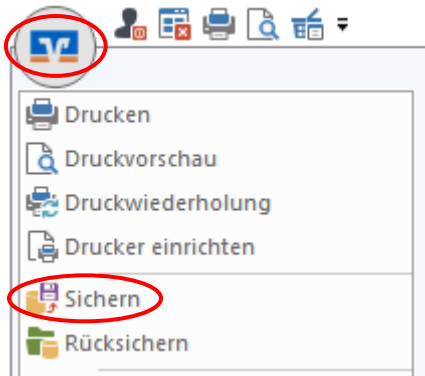 Drucken
Druckvorschau
Druckwiederholung
Drucker einrichten
Sichern
Rücksichern